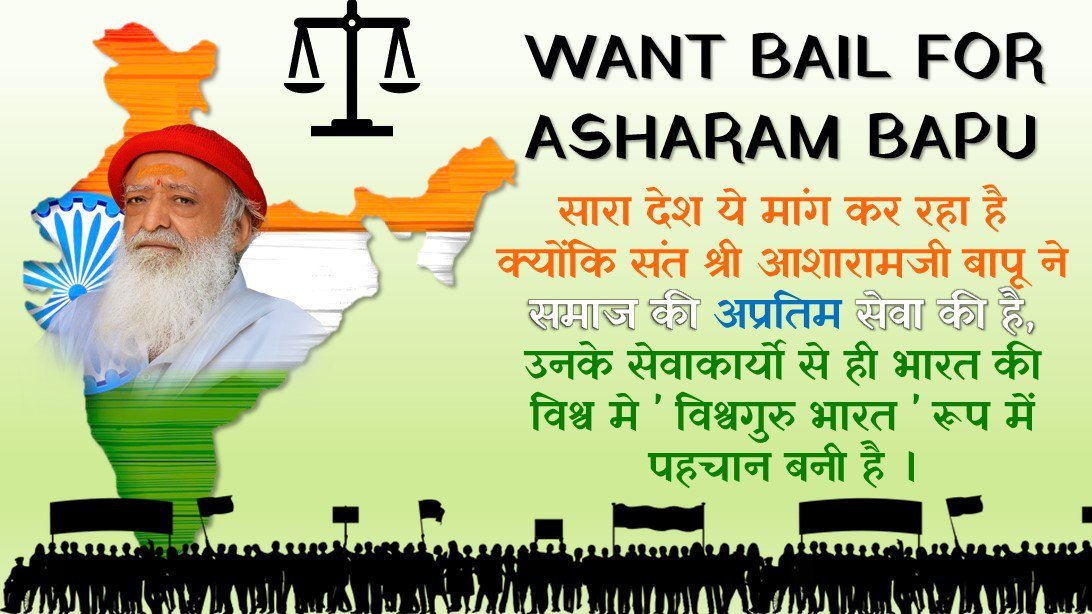 WANT BAIL FOR
ASHARAM BAPU
सारा देश ये मांग कर रहा है
क्योंकि संत श्री आशारामजी बापू ने
समाज की अप्रतिम सेवा की है,
उनके सेवाकार्यो से ही भारत की
विश्व मे ' विश्वगुरु भारत ' रूप में
पहचान बनी है ।